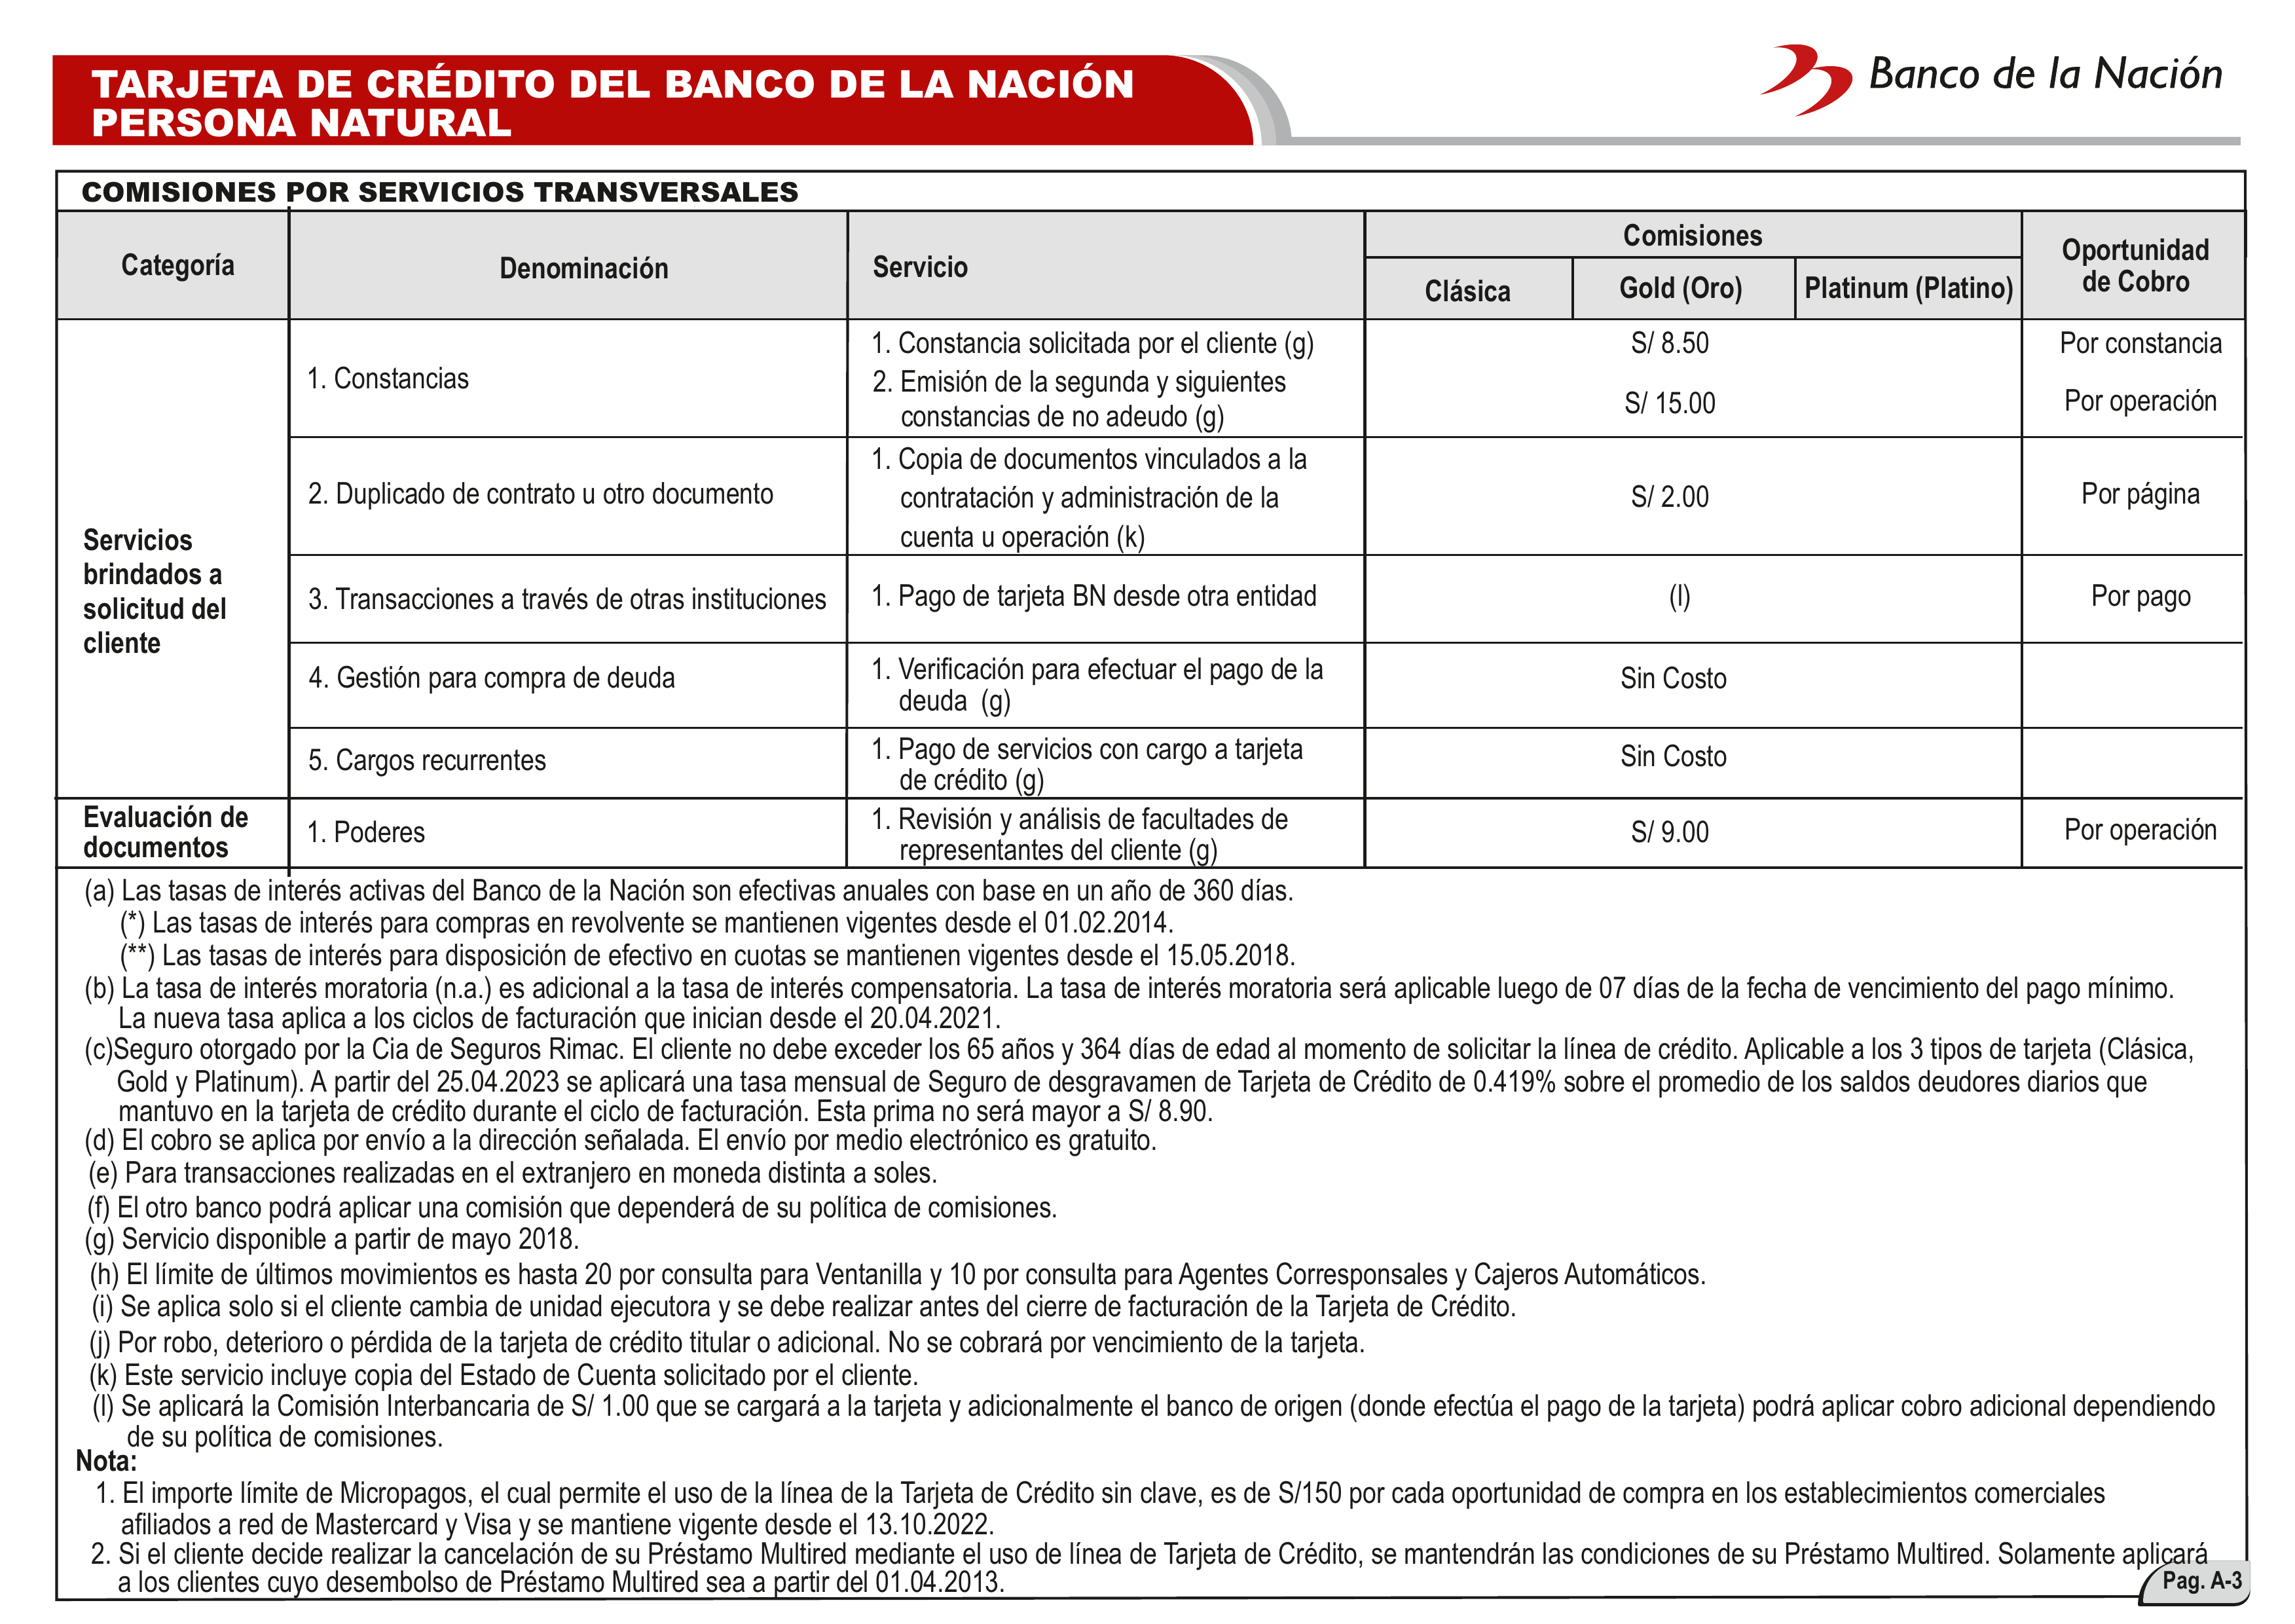 TARJETA DE CRÉDITO DEL BANCO DE LA NACIÓN
PERSONA NATURAL
Banco de la Nación
COMISIONES POR SERVICIOS TRANSVERSALES
Categoría
Denominación
Servicio
Comisiones
Clásica
Gold (Oro)
Platinum (Platino)
Oportunidad
de Cobro
Servicios
brindados a
solicitud del
cliente
1. Constancias
1. Constancia solicitada por el cliente (g)
S/ 8.50
Por constancia
2. Emisión de la segunda y siguientes
constancias de no adeudo (g)
S/ 15.00
Por operación
2. Duplicado de contrato u otro documento
1. Copia de documentos vinculados a la
contratación y administración de la
cuenta u operación (k)
S/ 2.00
Por página
3. Transacciones a través de otras instituciones
1. Pago de tarjeta BN desde otra entidad
(l)
Por pago
4. Gestión para compra de deuda
1. Verificación para efectuar el pago de la
deuda (g)
Sin Costo
5. Cargos recurrentes
1. Pago de servicios con cargo a tarjeta
de crédito (g)
Sin Costo
Evaluación de
documentos
1. Poderes
1. Revisión y análisis de facultades de
representantes del cliente (g)
S/ 9.00
Por operación
(a) Las tasas de interés activas del Banco de la Nación son efectivas anuales con base en un año de 360 días.
(*) Las tasas de interés para compras en revolvente se mantienen vigentes desde el 01.02.2014.
(**) Las tasas de interés para disposición de efectivo en cuotas se mantienen vigentes desde el 15.05.2018.
(b) La tasa de interés moratoria (n.a.) es adicional a la tasa de interés compensatoria. La tasa de interés moratoria será aplicable luego de 07 días de la fecha de vencimiento del pago mínimo.
La nueva tasa aplica a los ciclos de facturación que inician desde el 20.04.2021.
(c)Seguro otorgado por la Cia de Seguros Rimac. El cliente no debe exceder los 65 años y 364 días de edad al momento de solicitar la línea de crédito. Aplicable a los 3 tipos de tarjeta (Clásica,
Gold y Platinum). A partir del 25.04.2023 se aplicará una tasa mensual de Seguro de desgravamen de Tarjeta de Crédito de 0.419% sobre el promedio de los saldos deudores diarios que
mantuvo en la tarjeta de crédito durante el ciclo de facturación. Esta prima no será mayor a S/ 8.90.
(d) El cobro se aplica por envío a la dirección señalada. El envío por medio electrónico es gratuito.
(e) Para transacciones realizadas en el extranjero en moneda distinta a soles.
(f) El otro banco podrá aplicar una comisión que dependerá de su política de comisiones.
(g) Servicio disponible a partir de mayo 2018.
(h) El límite de últimos movimientos es hasta 20 por consulta para Ventanilla y 10 por consulta para Agentes Corresponsales y Cajeros Automáticos.
(i) Se aplica solo si el cliente cambia de unidad ejecutora y se debe realizar antes del cierre de facturación de la Tarjeta de Crédito.
(j) Por robo, deterioro o pérdida de la tarjeta de crédito titular o adicional. No se cobrará por vencimiento de la tarjeta.
(k) Este servicio incluye copia del Estado de Cuenta solicitado por el cliente.
(l) Se aplicará la Comisión Interbancaria de S/ 1.00 que se cargará a la tarjeta y adicionalmente el banco de origen (donde efectúa el pago de la tarjeta) podrá aplicar cobro adicional dependiendo
de su política de comisiones.
Nota:
1. El importe límite de Micropagos, el cual permite el uso de la línea de la Tarjeta de Crédito sin clave, es de S/150 por cada oportunidad de compra en los establecimientos comerciales
afiliados a red de Mastercard y Visa y se mantiene vigente desde el 13.10.2022.
2. Si el cliente decide realizar la cancelación de su Préstamo Multired mediante el uso de línea de Tarjeta de Crédito, se mantendrán las condiciones de su Préstamo Multired. Solamente aplicará
a los clientes cuyo desembolso de Préstamo Multired sea a partir del 01.04.2013.
Pag. A-3